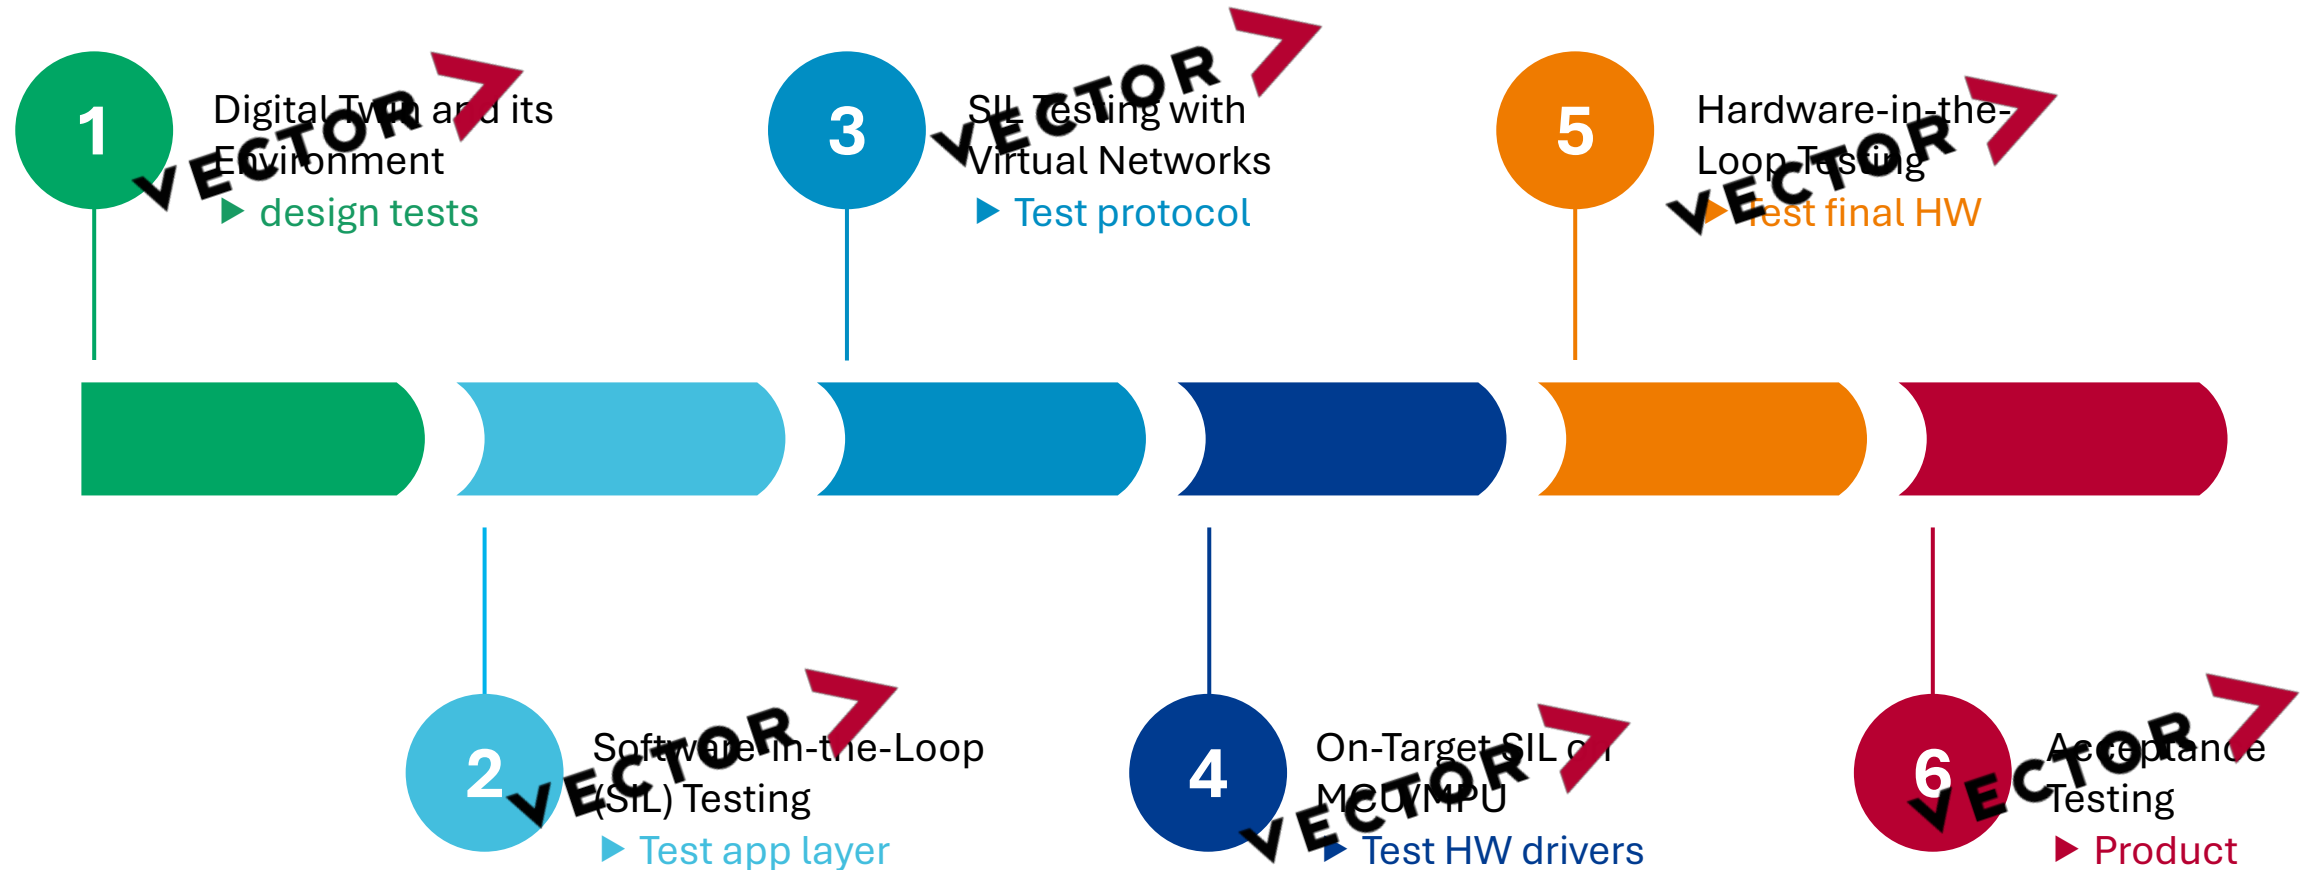 1
Digital Twin and its
Environment
▶ design tests
VECTOR
3
SIL Testing with
Virtual Networks
▶ Test protocol
VECTOR
5
Hardware-in-the-
Loop Testing
▶ Test final HW
VECTOR
2
Software-in-the-Loop
(SIL) Testing
▶ Test app layer
VECTOR
4
On-Target SIL on
MCU/MPU
▶ Test HW drivers
VECTOR
6
Acceptance
Testing
▶ Product
VECTOR